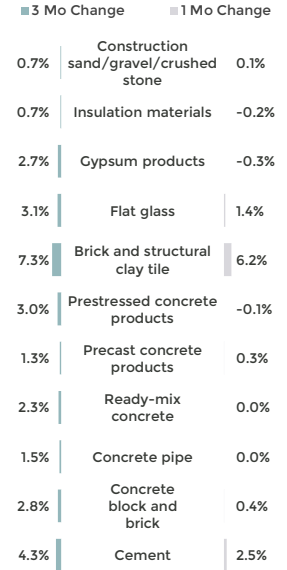 3 Mo Change 1 Mo Change
Construction
0.7% sand/gravel/crushed 0.1%
stone
0.7% Insulation materials -0.2%
2.7% Gypsum products -0.3%
3.1% Flat glass 1.4%
Brick and structural
7.3% 6.2%
clay tile
3.0% Prestressed concrete -0.1%
products
1.3% Precast concrete 0.3%
products
2.3% Ready-mix 0.0%
concrete
1.5% Concrete pipe 0.0%
Concrete
2.8% block and 0.4%
brick
4.3% Cement 2.5%